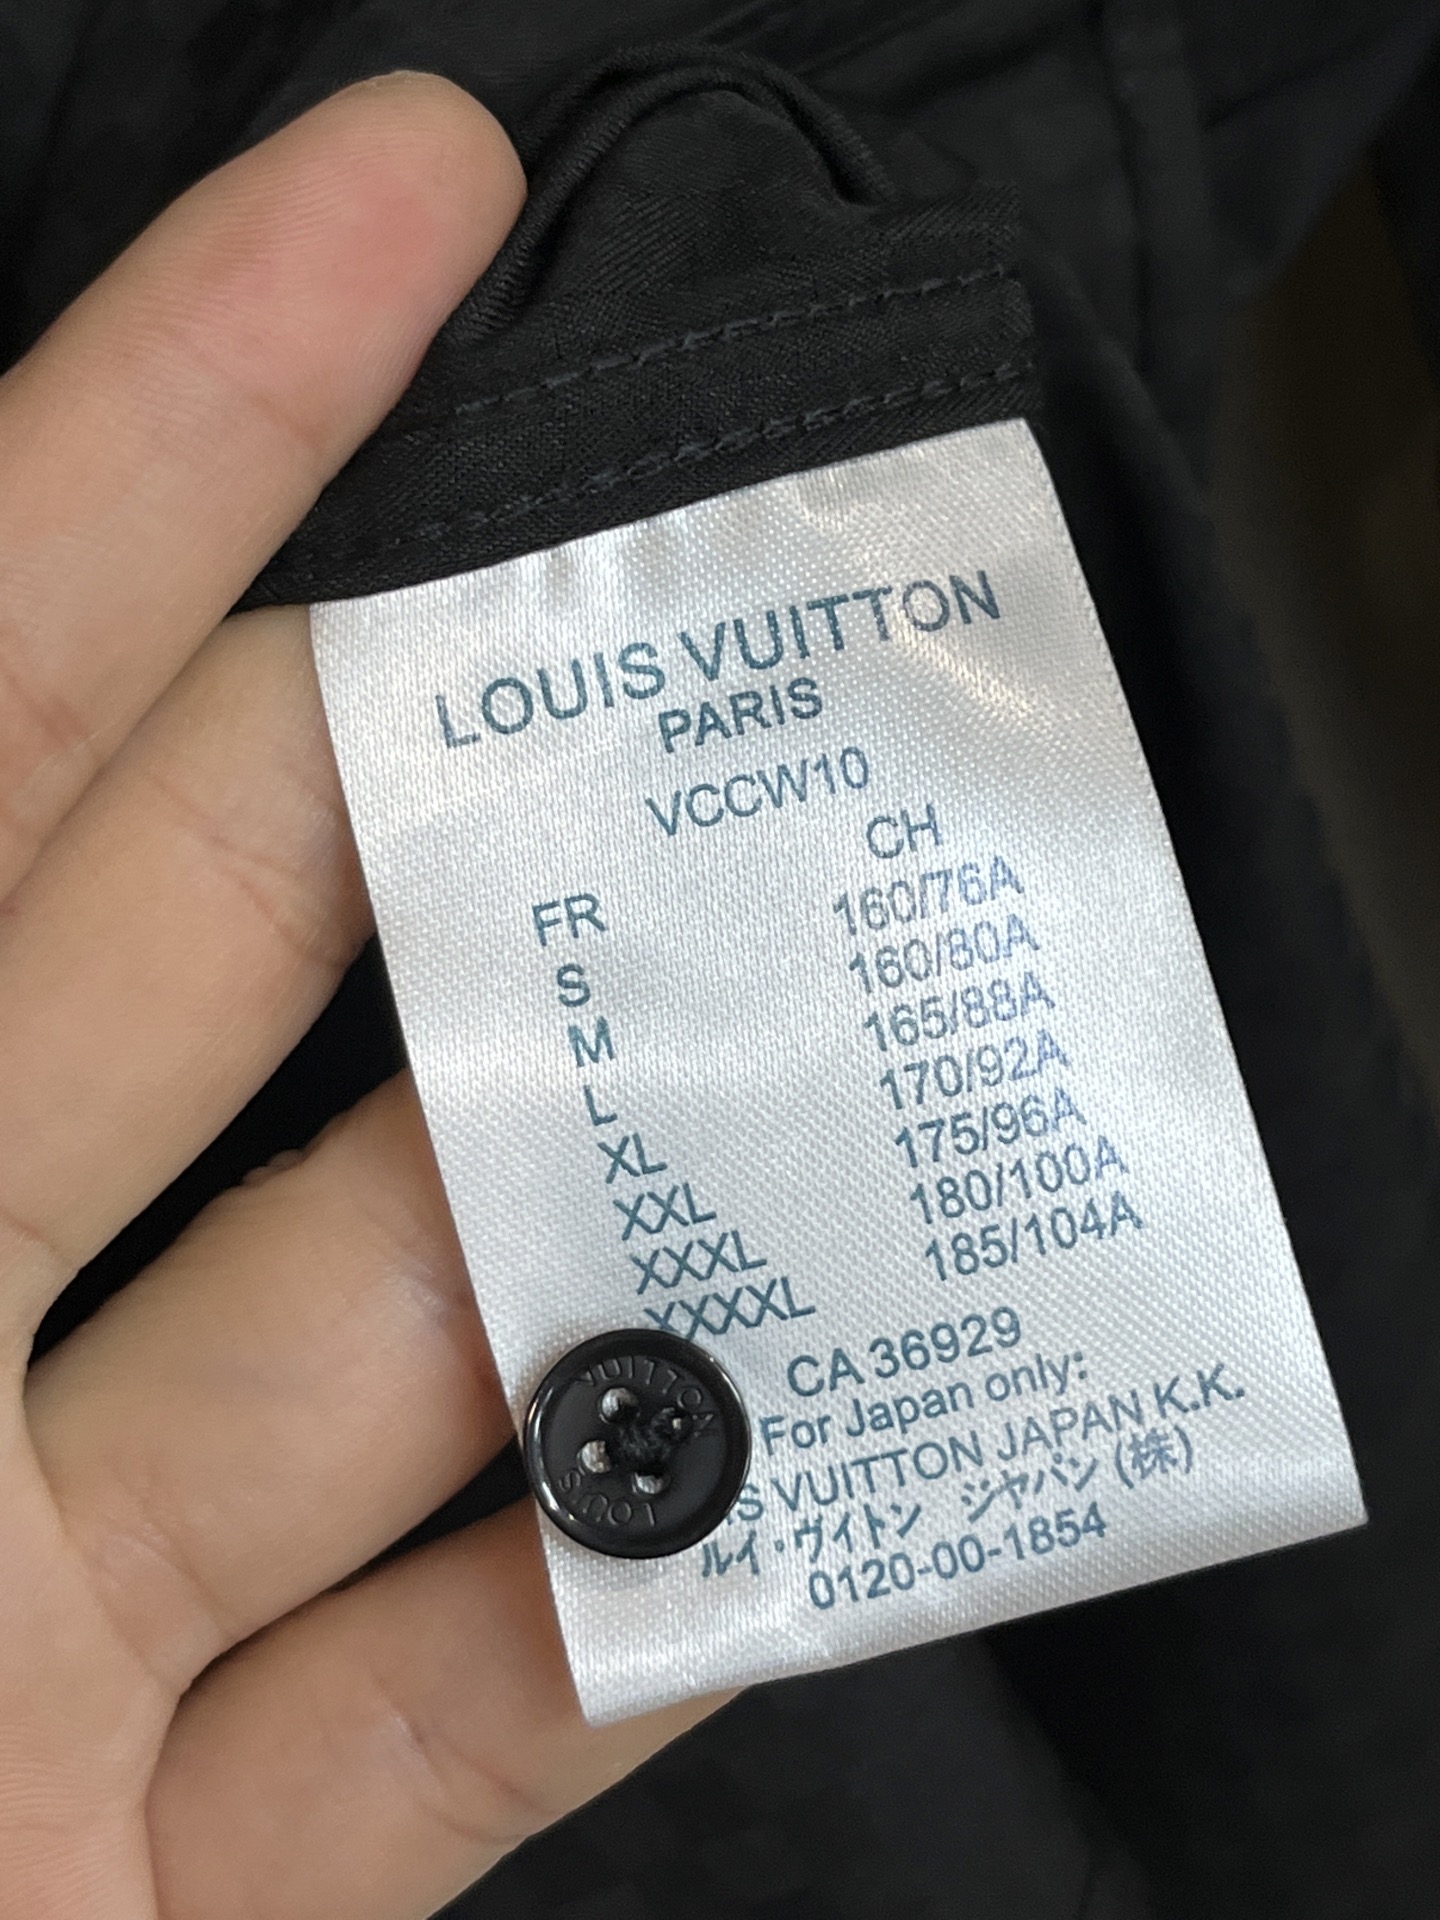 LOUIS VUITTON
PARIS
VCCW10
CH
FR 160/76A
S 160/80A
M 165/88A
L 170/92A
XL 175/96A
XXL 180/100A
XXXL 185/104A
XXXXL
CA 36929
For Japan only:
VUITTON JAPAN K.K.
ルイ・ヴィトン ジャパン (株)
0120-00-1854
VUITTON
LOUIS